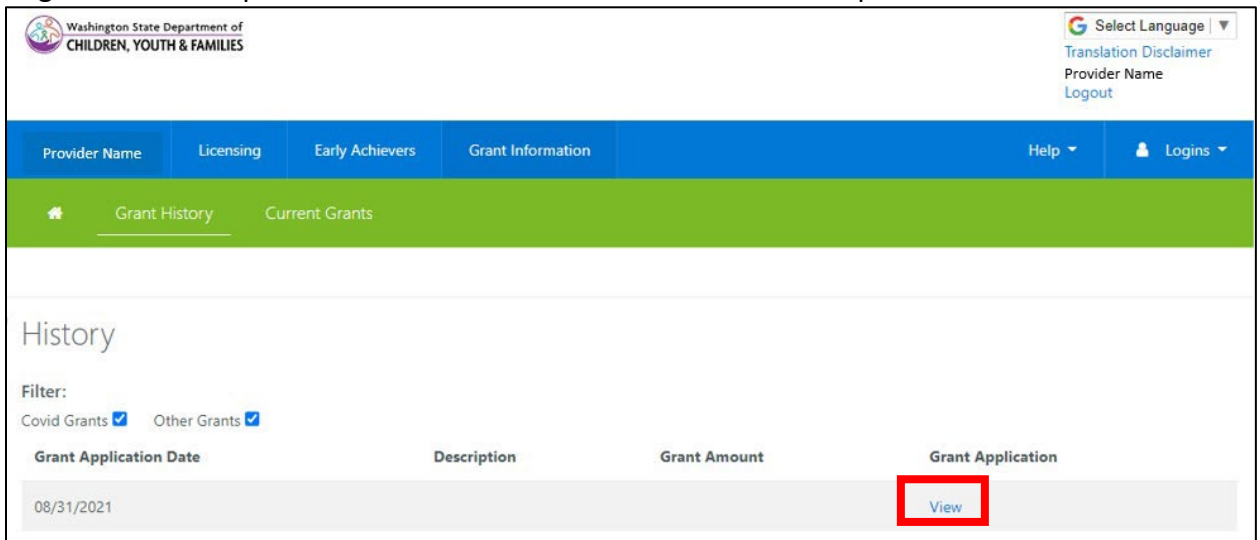 Washington State Department of
CHILDREN, YOUTH & FAMILIES
Select Language ▼
Translation Disclaimer
Provider Name
Logout
Provider Name Licensing Early Achievers Grant Information Help Logins
Grant History Current Grants
History
Filter:
Covid Grants Other Grants
Grant Application Date Description Grant Amount Grant Application
08/31/2021 View